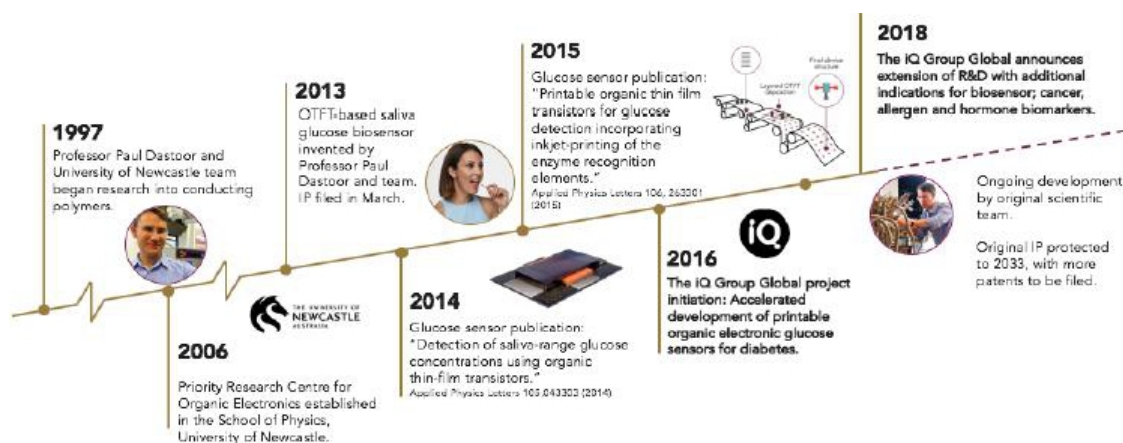 1997
Professor Paul Dastoor and
University of Newcastle team
began research into conducting
polymers.
2006
Priority Research Centre for
Organic Electronics established
in the School of Physics,
University of Newcastle.
THE UNIVERSITY OF
NEWCASTLE
AUSTRALIA
2013
OTFT-based saliva
glucose biosensor
invented by
Professor Paul
Dastoor and team.
IP filed in March.
2014
Glucose sensor publication:
"Detection of saliva-range glucose
concentrations using organic
thin-film transistors."
Applied Physics Letters 105,043303 (2014)
2015
Glucose sensor publication:
"Printable organic thin film
transistors for glucose
detection incorporating
inkjet-printing of the
enzyme recognition
elements."
Applied Physics Letters 106, 263301
(2015)
Layered OTFT
deposition
Final device
structure
iQ
2016
The iQ Group Global project
initiation: Accelerated
development of printable
organic electronic glucose
sensors for diabetes.
2018
The iQ Group Global announces
extension of R&D with additional
indications for biosensor; cancer,
allergen and hormone biomarkers.
Ongoing development
by original scientific
team.
Original IP protected
to 2033, with more
patents to be filed.